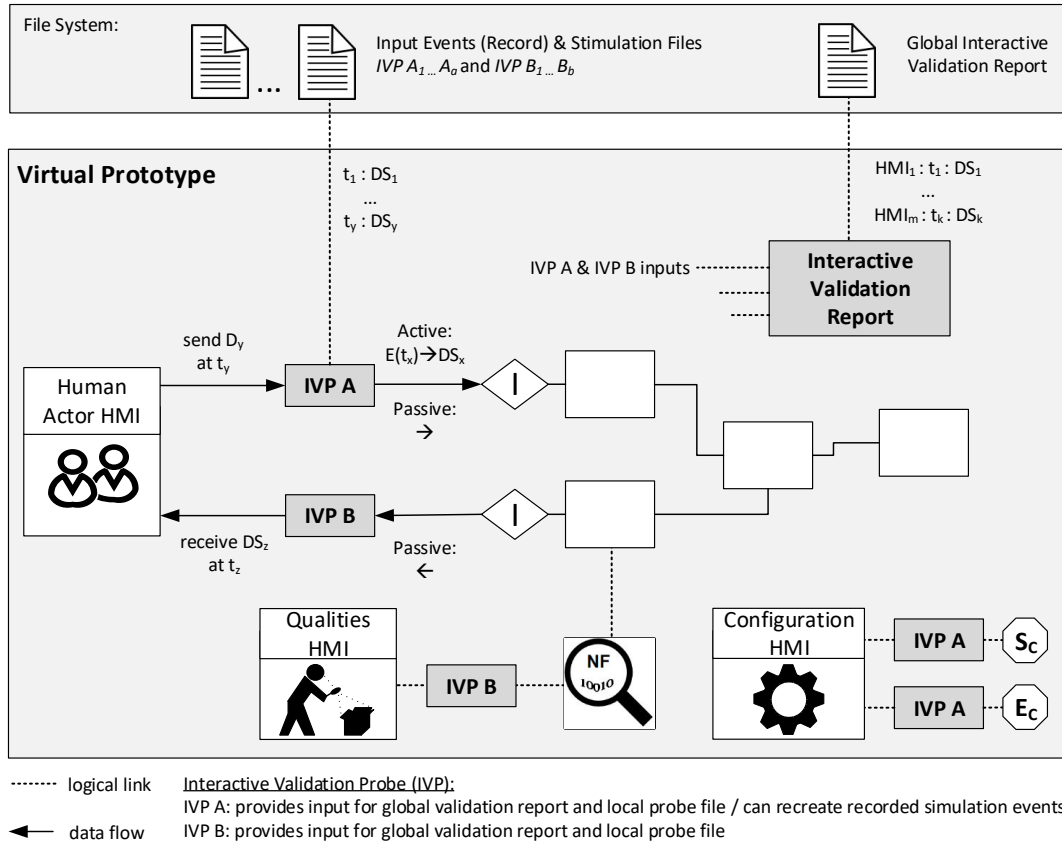 File System:
Input Events (Record) & Stimulation Files
IVP A1... Aa and IVP B1... Bb
...
Global Interactive
Validation Report
Virtual Prototype
t1 : DS1
...
ty : DSy
HMI1 : t1 : DS1
...
HMIm : tk : DSk
IVP A & IVP B inputs
Interactive
Validation
Report
send Dy
at ty
Active:
E(tx)→DSx
Human
Actor HMI
IVP A
I
Passive:
→
IVP B
I
receive DSz
at tz
Passive:
←
Qualities
HMI
IVP B
NF
10010
Configuration
HMI
IVP A
SC
IVP A
EC
logical link
Interactive Validation Probe (IVP):
IVP A: provides input for global validation report and local probe file / can recreate recorded simulation events
data flow
IVP B: provides input for global validation report and local probe file